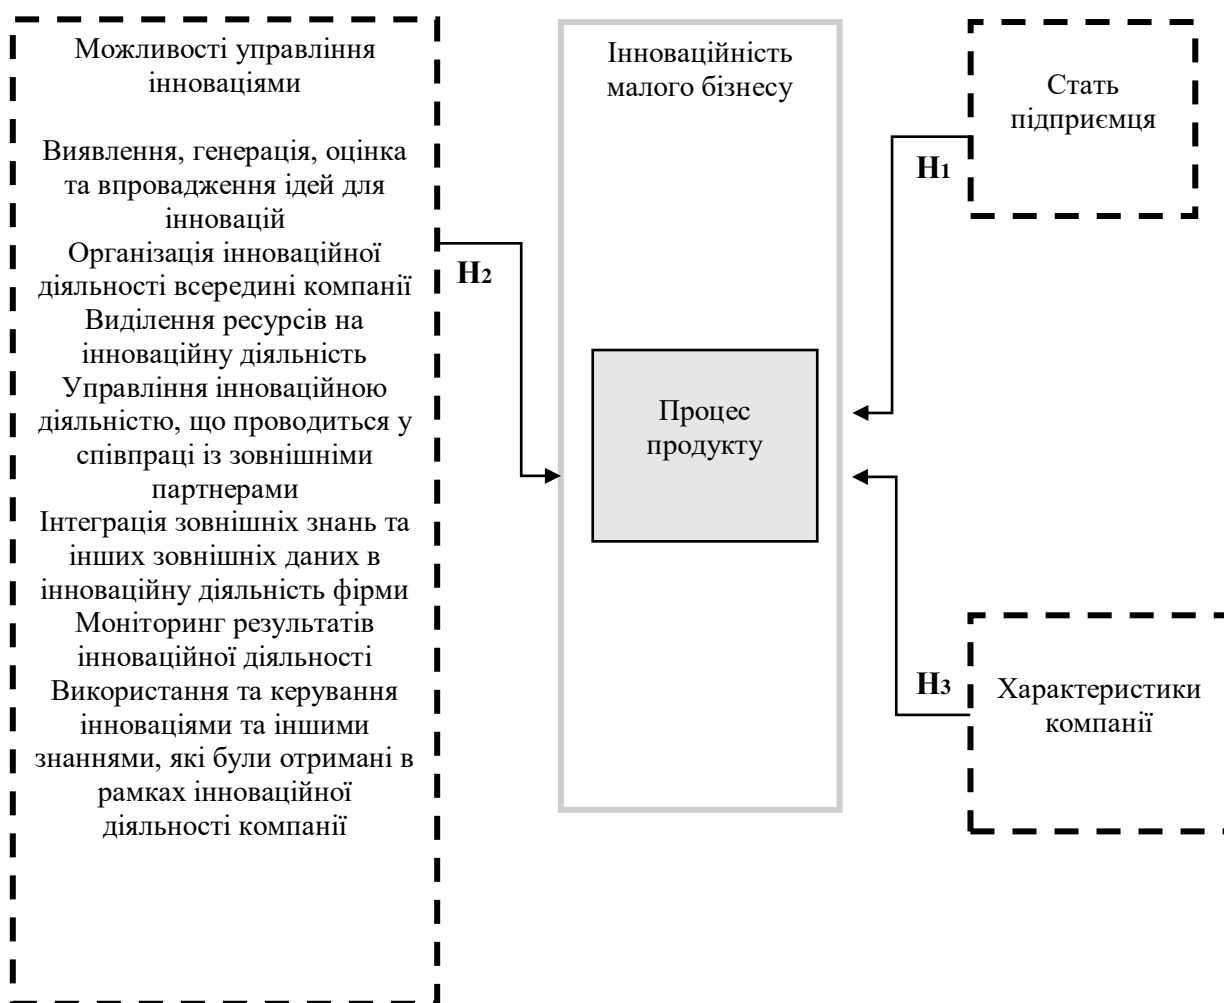 Можливості управління
інноваціями
Виявлення, генерація, оцінка
та впровадження ідей для
інновацій
Організація інноваційної
діяльності всередині компанії
Виділення ресурсів на
інноваційну діяльність
Управління інноваційною
діяльністю, що проводиться у
співпраці із зовнішніми
партнерами
Інтеграція зовнішніх знань та
інших зовнішніх даних в
інноваційну діяльність фірми
Моніторинг результатів
інноваційної діяльності
Використання та керування
інноваціями та іншими
знаннями, які були отримані в
рамках інноваційної
діяльності компанії
H2
Інноваційність
малого бізнесу
Процес
продукту
H1
Стать
підприємця
H3
Характеристики
компанії